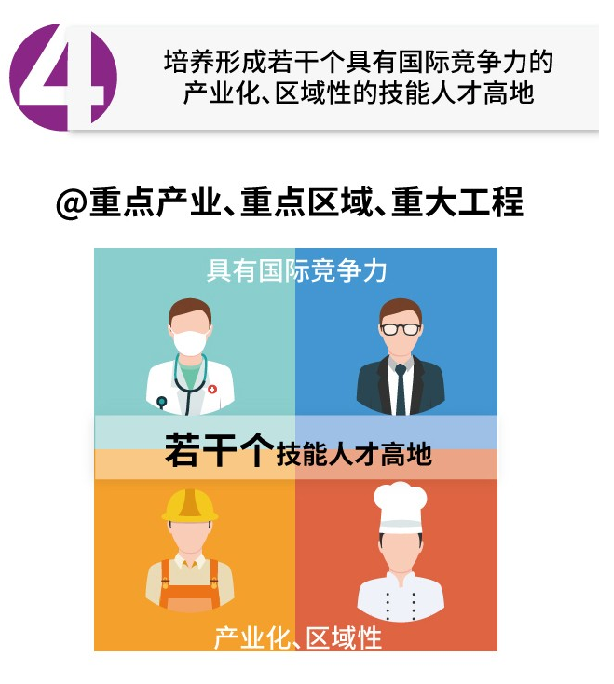 4
培养形成若干个具有国际竞争力的
产业化、区域性的技能人才高地
@重点产业、重点区域、重大工程
具有国际竞争力
若干个技能人才高地
产业化、区域性